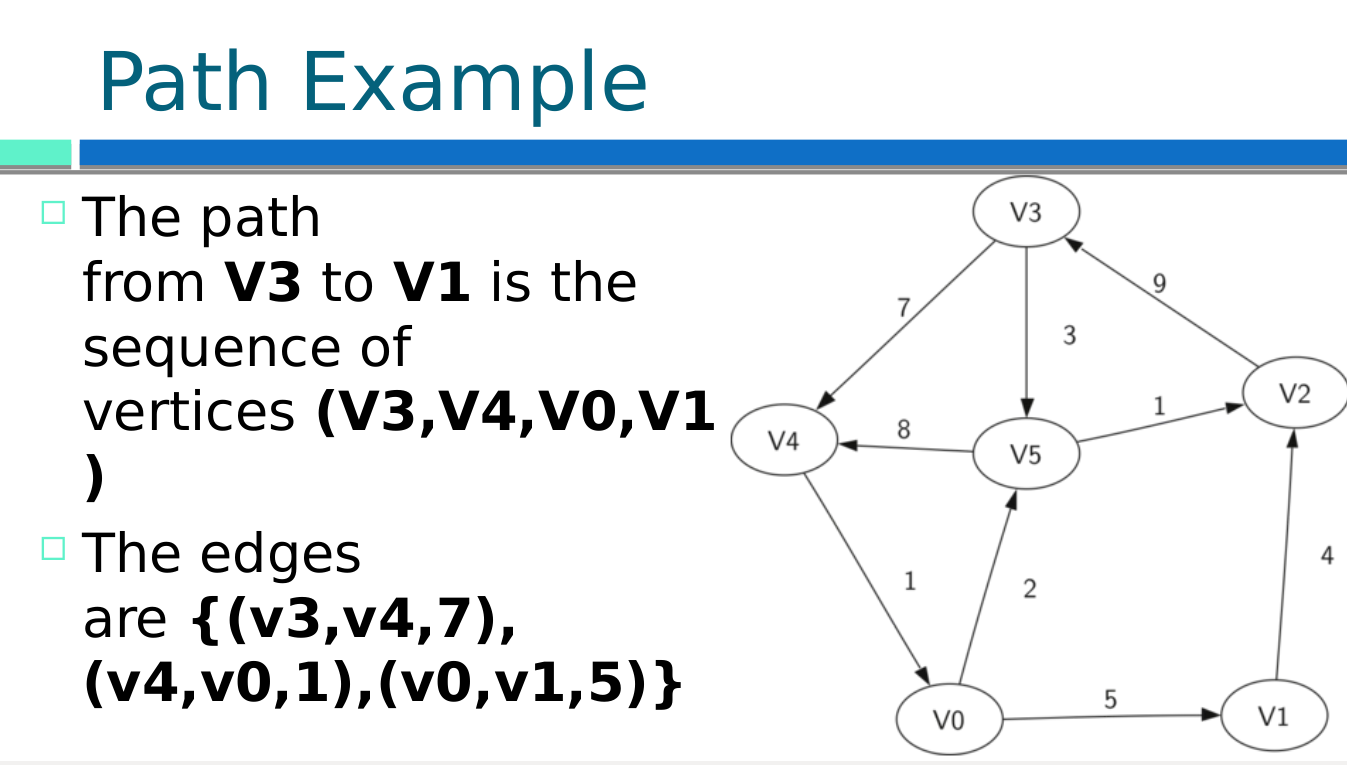 Path Example
The path
from V3 to V1 is the
sequence of
vertices (V3,V4,V0,V1
)
The edges
are {(v3,v4,7),
(v4,v0,1),(v0,v1,5)}
V3
9
7
3
V2
1
8
V4
V5
4
1
2
5
V0
V1